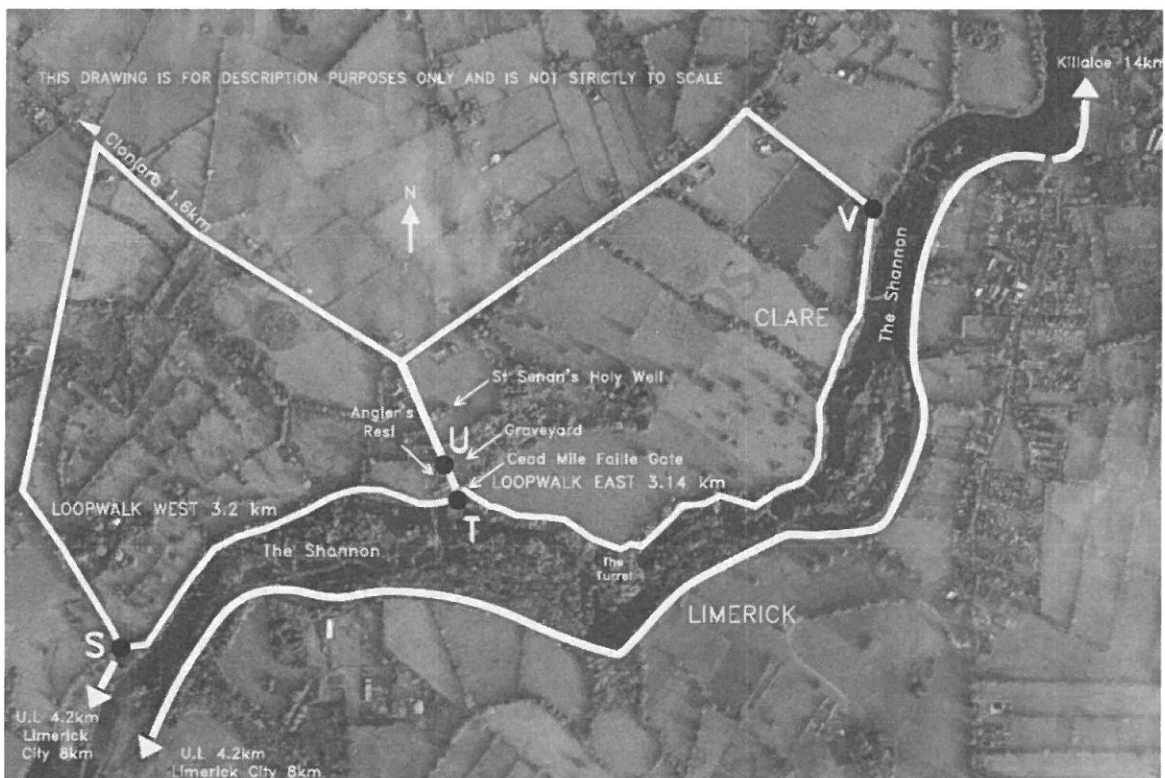 THIS DRAWING IS FOR DESCRIPTION PURPOSES ONLY AND IS NOT STRICTLY TO SCALE
Killaloe 14km
Clonlara 1.6km
N
V
The Shannon
CLARE
St Senan's Holy Well
Angler's
Rest
U
Graveyard
Cead Mile Failte Gate
LOOPWALK EAST 3.14 km
LOOPWALK WEST 3.2 km
T
The Shannon
The
Turret
LIMERICK
S
U.L 4.2km
Limerick
City 8km
U.L 4.2km
Limerick City 8km